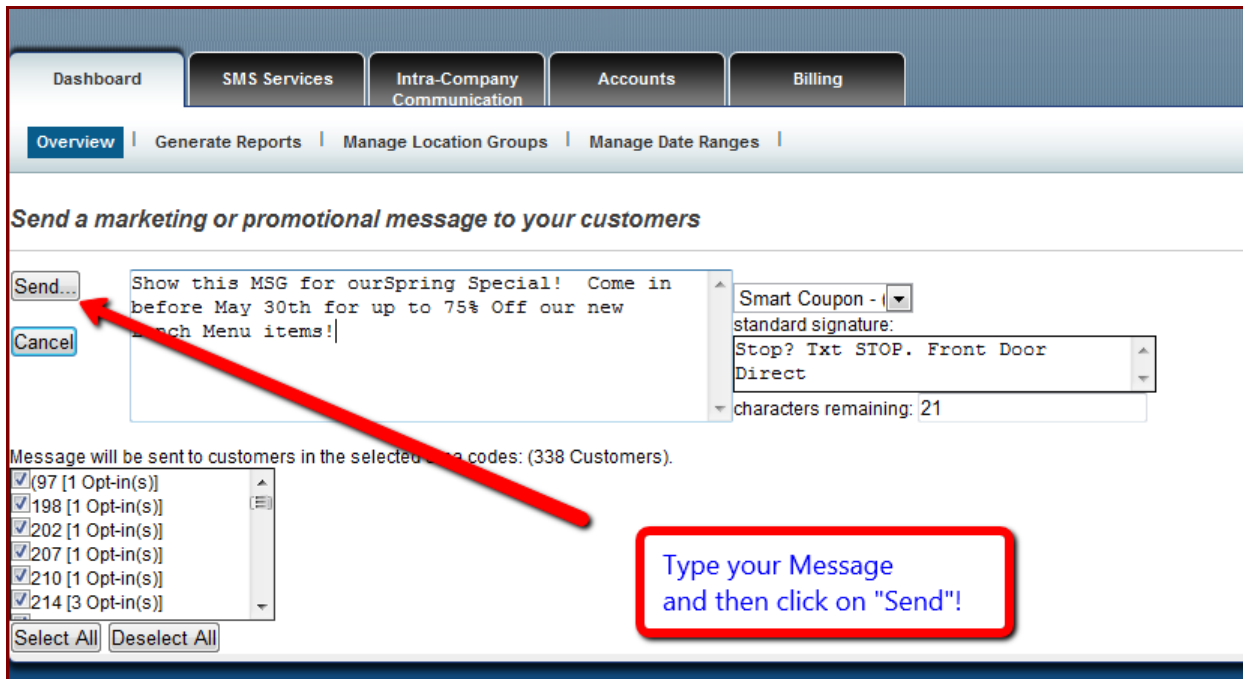 Dashboard
SMS Services
Intra-Company
Communication
Accounts
Billing
Overview
Generate Reports
Manage Location Groups
Manage Date Ranges
Send a marketing or promotional message to your customers
Send...
Cancel
Show this MSG for ourSpring Special!  Come in
before May 30th for up to 75% Off our new
Menu items!
Smart Coupon - (
standard signature:
Stop? Txt STOP. Front Door
Direct
characters remaining: 21
Message will be sent to customers in the selected area codes: (338 Customers).
(97 [1 Opt-in(s)]
198 [1 Opt-in(s)]
202 [1 Opt-in(s)]
207 [1 Opt-in(s)]
210 [1 Opt-in(s)]
214 [3 Opt-in(s)]
Select All
Deselect All
Type your Message
and then click on "Send"!